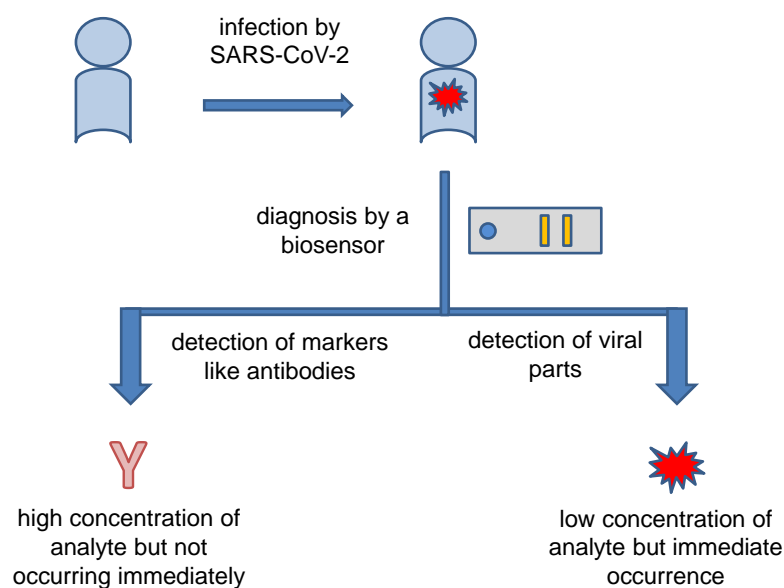 infection by
SARS-CoV-2
diagnosis by a
biosensor
detection of markers
like antibodies
detection of viral
parts
high concentration of
analyte but not
occurring immediately
low concentration of
analyte but immediate
occurrence